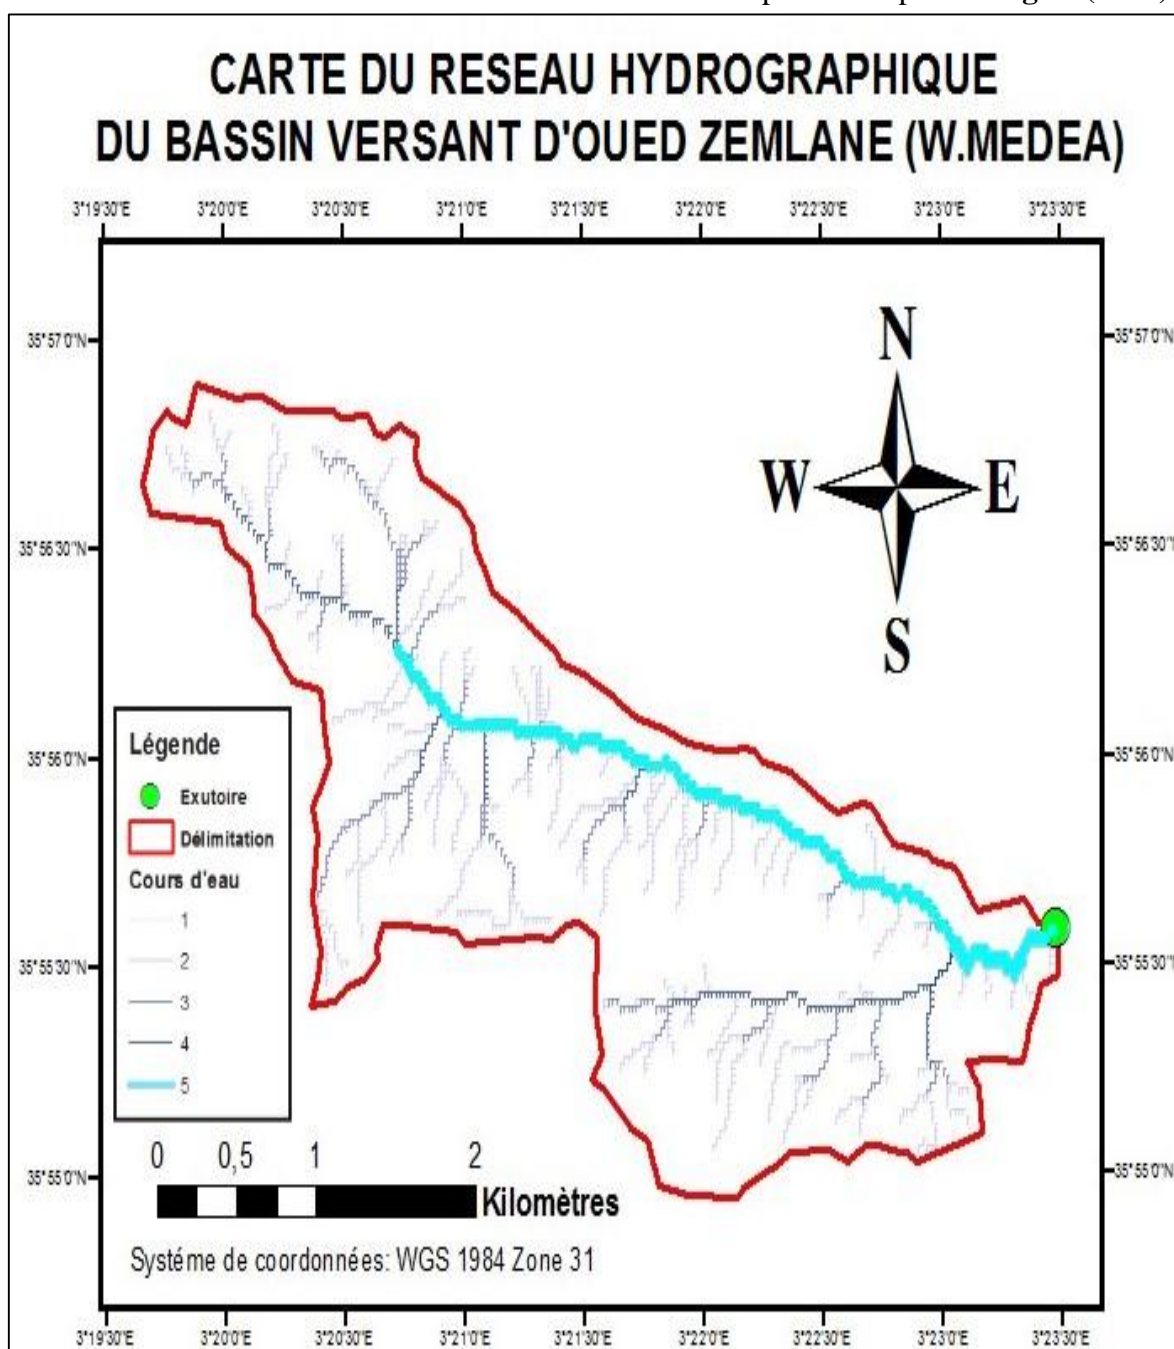 CARTE DU RESEAU HYDROGRAPHIQUE
DU BASSIN VERSANT D'OUED ZEMLANE (W.MEDEA)
3°19'30"E 3°20'0"E 3°20'30"E 3°21'0"E 3°21'30"E 3°22'0"E 3°22'30"E 3°23'0"E 3°23'30"E
N
35°57'0"N 35°57'0"N
W E
35°56'30"N 35°56'30"N
S
Légende
35°56'0"N 35°56'0"N
Exutoire
Délimitation
Cours d'eau
1
2
35°55'30"N 35°55'30"N
3
4
5
0 0,5 1 2
35°55'0"N 35°55'0"N
Kilomètres
Systéme de coordonnées: WGS 1984 Zone 31
3°19'30"E 3°20'0"E 3°20'30"E 3°21'0"E 3°21'30"E 3°22'0"E 3°22'30"E 3°23'0"E 3°23'30"E